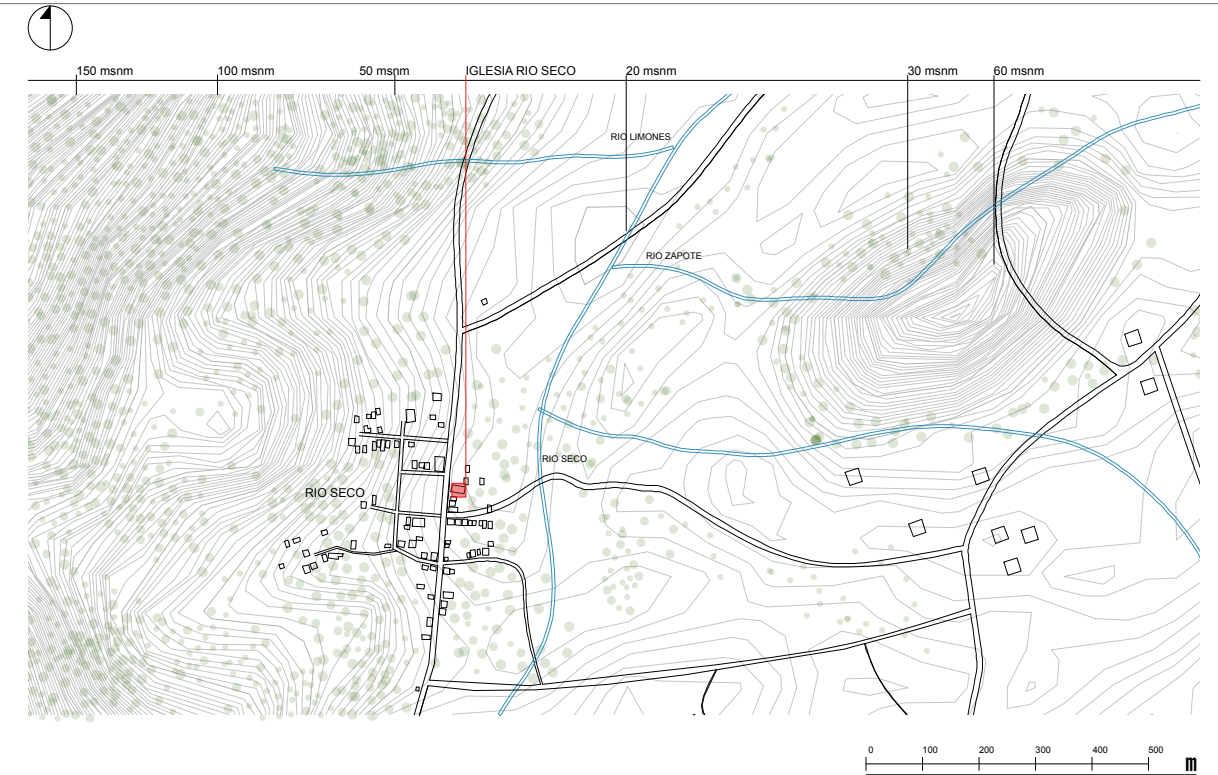 150 msnm
100 msnm
50 msnm
IGLESIA RIO SECO
20 msnm
30 msnm
60 msnm
RIO LIMONES
RIO ZAPOTE
RIO SECO
RIO SECO
0 100 200 300 400 500 m